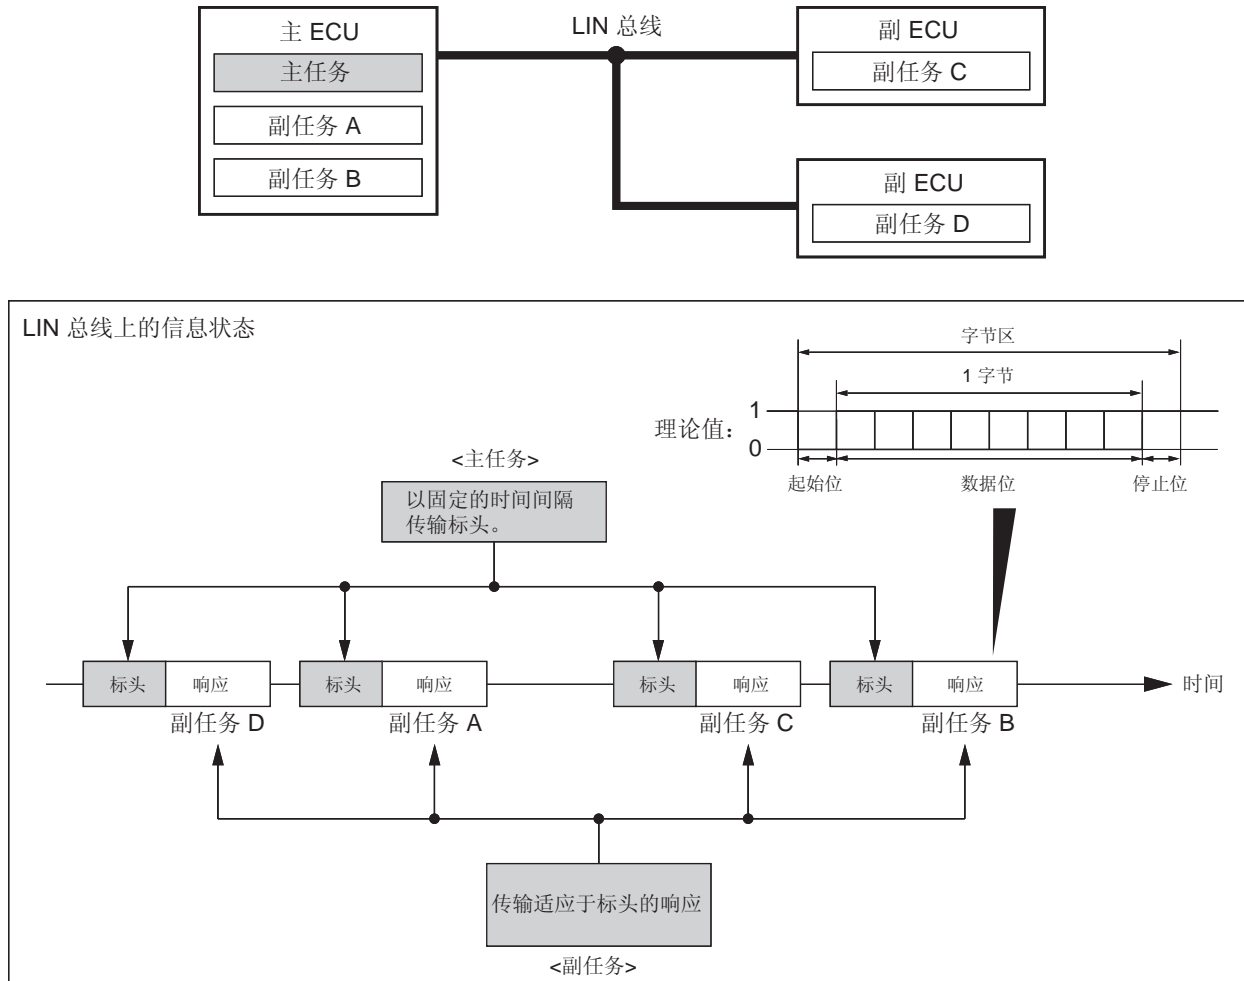 主 ECU
主任务
副任务 A
副任务 B
LIN 总线
副 ECU
副任务 C
副 ECU
副任务 D
LIN 总线上的信息状态
字节区
1 字节
理论值：
1
0
起始位
数据位
停止位
<主任务>
以固定的时间间隔
传输标头。
标头
响应
标头
响应
标头
响应
标头
响应
时间
副任务 D
副任务 A
副任务 C
副任务 B
传输适应于标头的响应
<副任务>